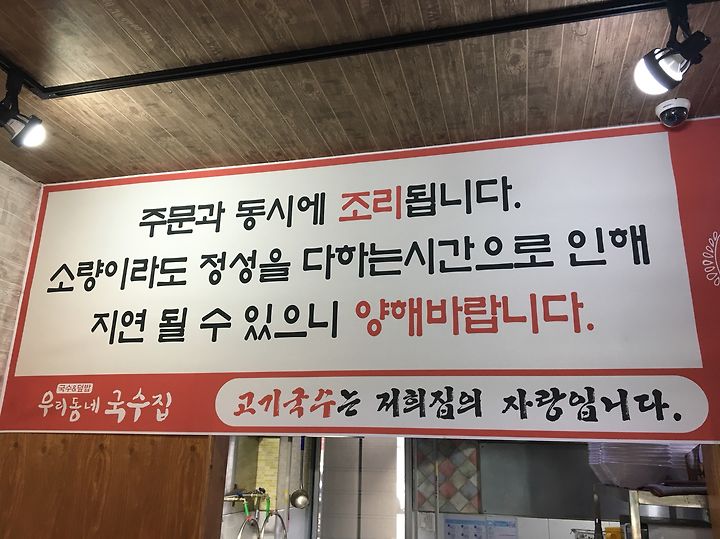 주문과 동시에 조리됩니다.
소량이라도 정성을 다하는시간으로 인해
지연 될 수 있으니 양해바랍니다.
국수&덮밥
우리동네 국수집
고기국수는 저희집의 자랑입니다.